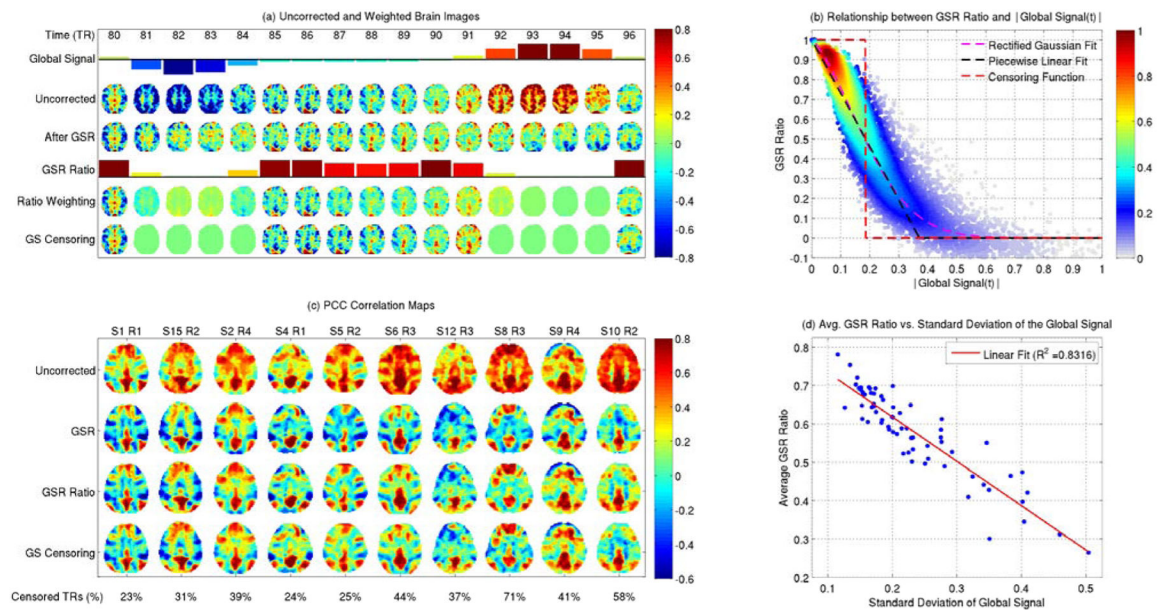 (a) Uncorrected and Weighted Brain Images
Time (TR) 80 81 82 83 84 85 86 87 88 89 90 91 92 93 94 95 96
Global Signal
Uncorrected
After GSR
GSR Ratio
Ratio Weighting
GS Censoring
0.8
0.6
0.4
0.2
0
-0.2
-0.4
-0.6
-0.8
(b) Relationship between GSR Ratio and |Global Signal(t)|
Rectified Gaussian Fit
Piecewise Linear Fit
Censoring Function
GSR Ratio
1
0.9
0.8
0.7
0.6
0.5
0.4
0.3
0.2
0.1
0
-0.1
0 0.1 0.2 0.3 0.4 0.5 0.6 0.7 0.8 0.9 1
|Global Signal(t)|
1
0.8
0.6
0.4
0.2
0
(c) PCC Correlation Maps
S1 R1 S15 R2 S2 R4 S4 R1 S5 R2 S6 R3 S12 R3 S8 R3 S9 R4 S10 R2
Uncorrected
GSR
GSR Ratio
GS Censoring
Censored TRs (%) 23% 31% 39% 24% 25% 44% 37% 71% 41% 58%
0.8
0.6
0.4
0.2
0
-0.2
-0.4
-0.6
(d) Avg. GSR Ratio vs. Standard Deviation of the Global Signal
Linear Fit (R² =0.8316)
Average GSR Ratio
0.8
0.7
0.6
0.5
0.4
0.3
0.2
0.1 0.2 0.3 0.4 0.5
Standard Deviation of Global Signal